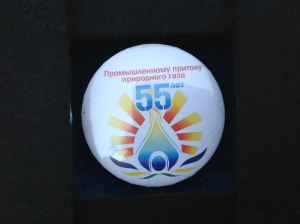 Промышленному притоку
природного газа
55 лет